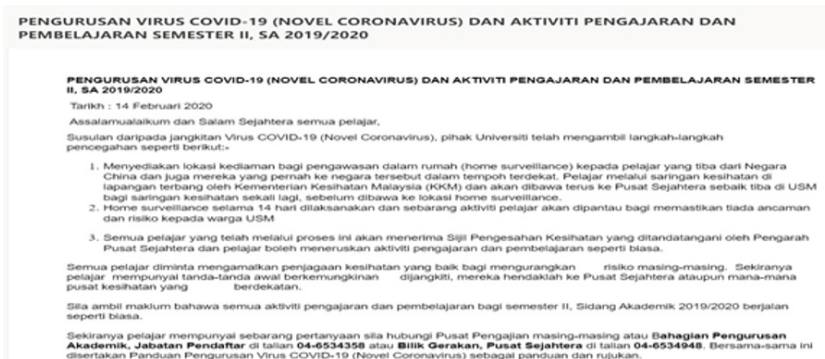 PENGURUSAN VIRUS COVID-19 (NOVEL CORONAVIRUS) DAN AKTIVITI PENGAJARAN DAN
PEMBELAJARAN SEMESTER II, SA 2019/2020
PENGURUSAN VIRUS COVID-19 (NOVEL CORONAVIRUS) DAN AKTIVITI PENGAJARAN DAN PEMBELAJARAN SEMESTER
II, SA 2019/2020
Tarikh : 14 Februari 2020
Assalamualaikum dan Salam Sejahtera semua pelajar,
Susulan daripada jangkitan Virus COVID-19 (Novel Coronavirus), pihak Universiti telah mengambil langkah-langkah
pencegahan seperti berikut:-
1. Menyediakan lokasi kediaman bagi pengawasan dalam rumah (home surveillance) kepada pelajar yang tiba dari Negara
China dan juga mereka yang pernah ke negara tersebut dalam tempoh terdekat. Pelajar melalui saringan kesihatan di
lapangan terbang oleh Kementerian Kesihatan Malaysia (KKM) dan akan dibawa terus ke Pusat Sejahtera sebaik tiba di USM
bagi saringan kesihatan sekali lagi, sebelum dibawa ke lokasi home surveillance.
2. Home surveillance selama 14 hari dilaksanakan dan sebarang aktiviti pelajar akan dipantau bagi memastikan tiada ancaman
dan risiko kepada warga USM
3. Semua pelajar yang telah melalui proses ini akan menerima Sijil Pengesahan Kesihatan yang ditandatangani oleh Pengarah
Pusat Sejahtera dan pelajar boleh meneruskan aktiviti pengajaran dan pembelajaran seperti biasa.
Semua pelajar diminta mengamalkan penjagaan kesihatan yang baik bagi mengurangkan risiko masing-masing. Sekiranya
pelajar mempunyai tanda-tanda awal berkemungkinan dijangkiti, mereka hendaklah ke Pusat Sejahtera ataupun mana-mana
pusat kesihatan yang berdekatan.
Sila ambil maklum bahawa semua aktiviti pengajaran dan pembelajaran bagi semester II, Sidang Akademik 2019/2020 berjalan
seperti biasa.
Sekiranya pelajar mempunyai sebarang pertanyaan sila hubungi Pusat Pengajian masing-masing atau Bahagian Pengurusan
Akademik, Jabatan Pendaftar di talian 04-6534358 atau Bilik Gerakan, Pusat Sejahtera di talian 04-6534948. Bersama-sama ini
disertakan Panduan Pengurusan Virus COVID-19 (Novel Coronavirus) sebagai panduan dan rujukan.